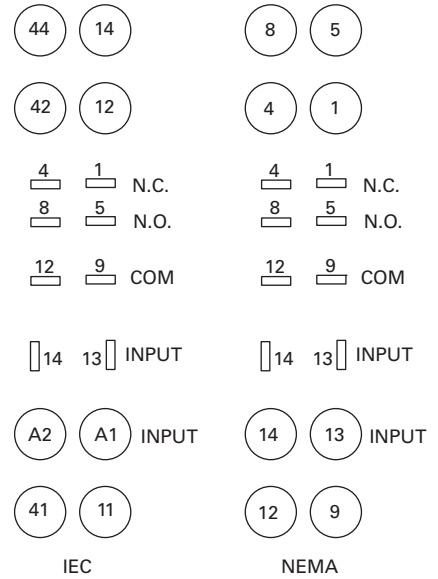 44 14 8 5
42 12 4 1
4 1 N.C. 4 1 N.C.
8 5 N.O. 8 5 N.O.
12 9 COM 12 9 COM
14 13 INPUT 14 13 INPUT
A2 A1 INPUT 14 13 INPUT
41 11 12 9
IEC NEMA